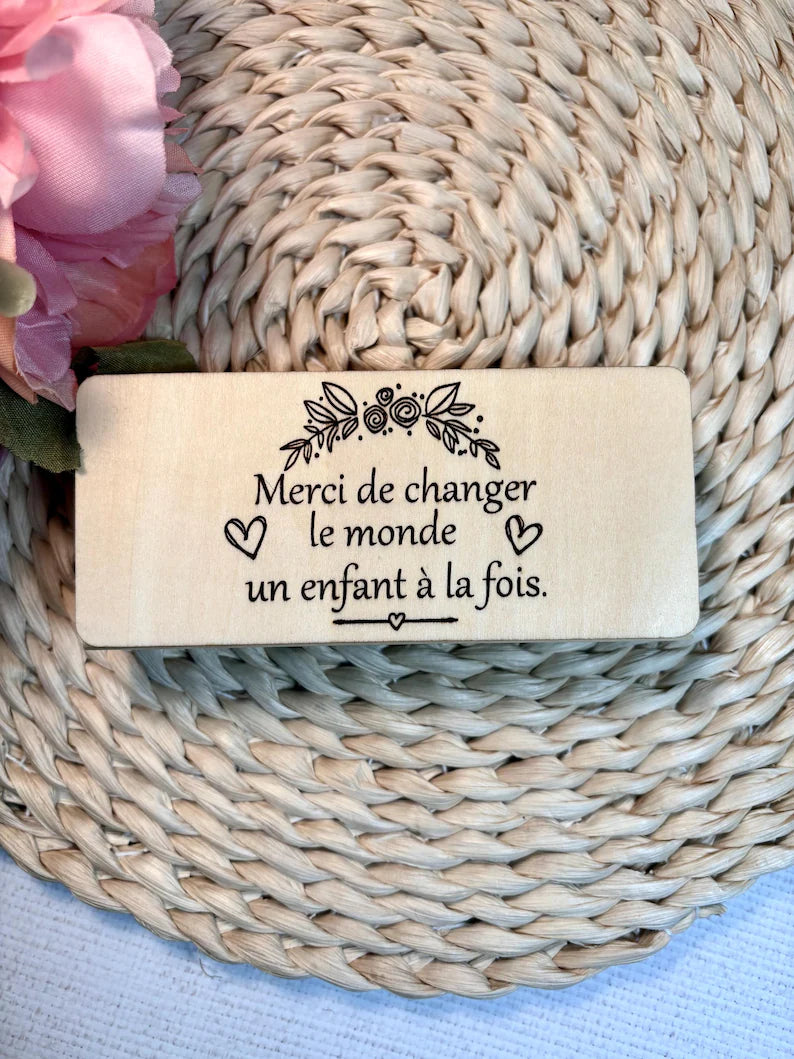 Merci de changer
le monde
un enfant à la fois.